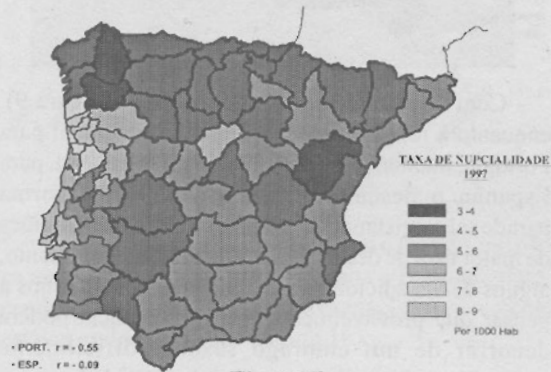 TAXA DE NUPCIALIDADE
1997
3 -4
4 - 5
5 - 6
6 - 7
7 - 8
8 - 9
Per 1000 Hab
• PORT. r = - 0.55
• ESP. r = - 0.09